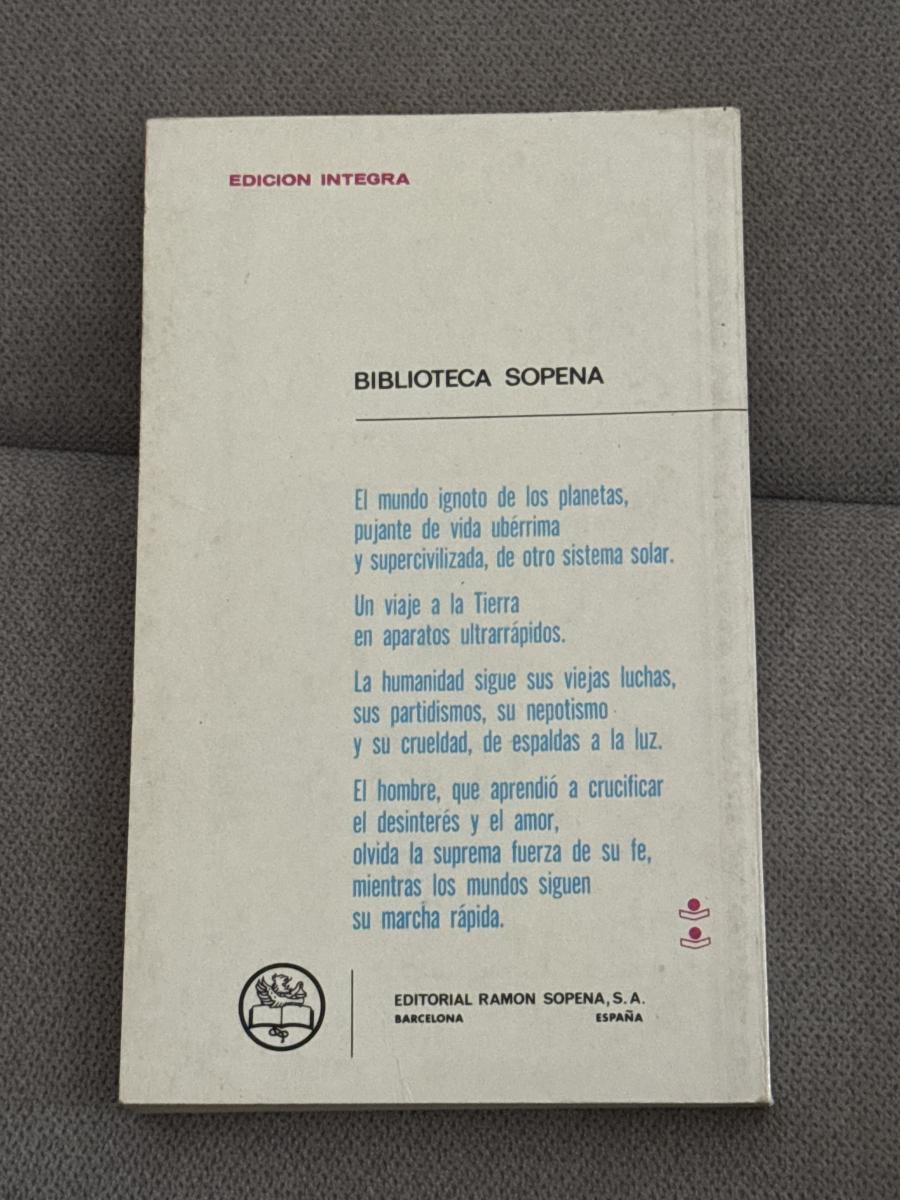 EDICION INTEGRA
BIBLIOTECA SOPENA
El mundo ignoto de los planetas,
pujante de vida ubérrima
y supercivilizada, de otro sistema solar.
Un viaje a la Tierra
en aparatos ultrarrápidos.
La humanidad sigue sus viejas luchas,
sus partidismos, su nepotismo
y su crueldad, de espaldas a la luz.
El hombre, que aprendió a crucificar
el desinterés y el amor,
olvida la suprema fuerza de su fe,
mientras los mundos siguen
su marcha rápida.
EDITORIAL RAMON SOPENA, S. A.
BARCELONA ESPAÑA